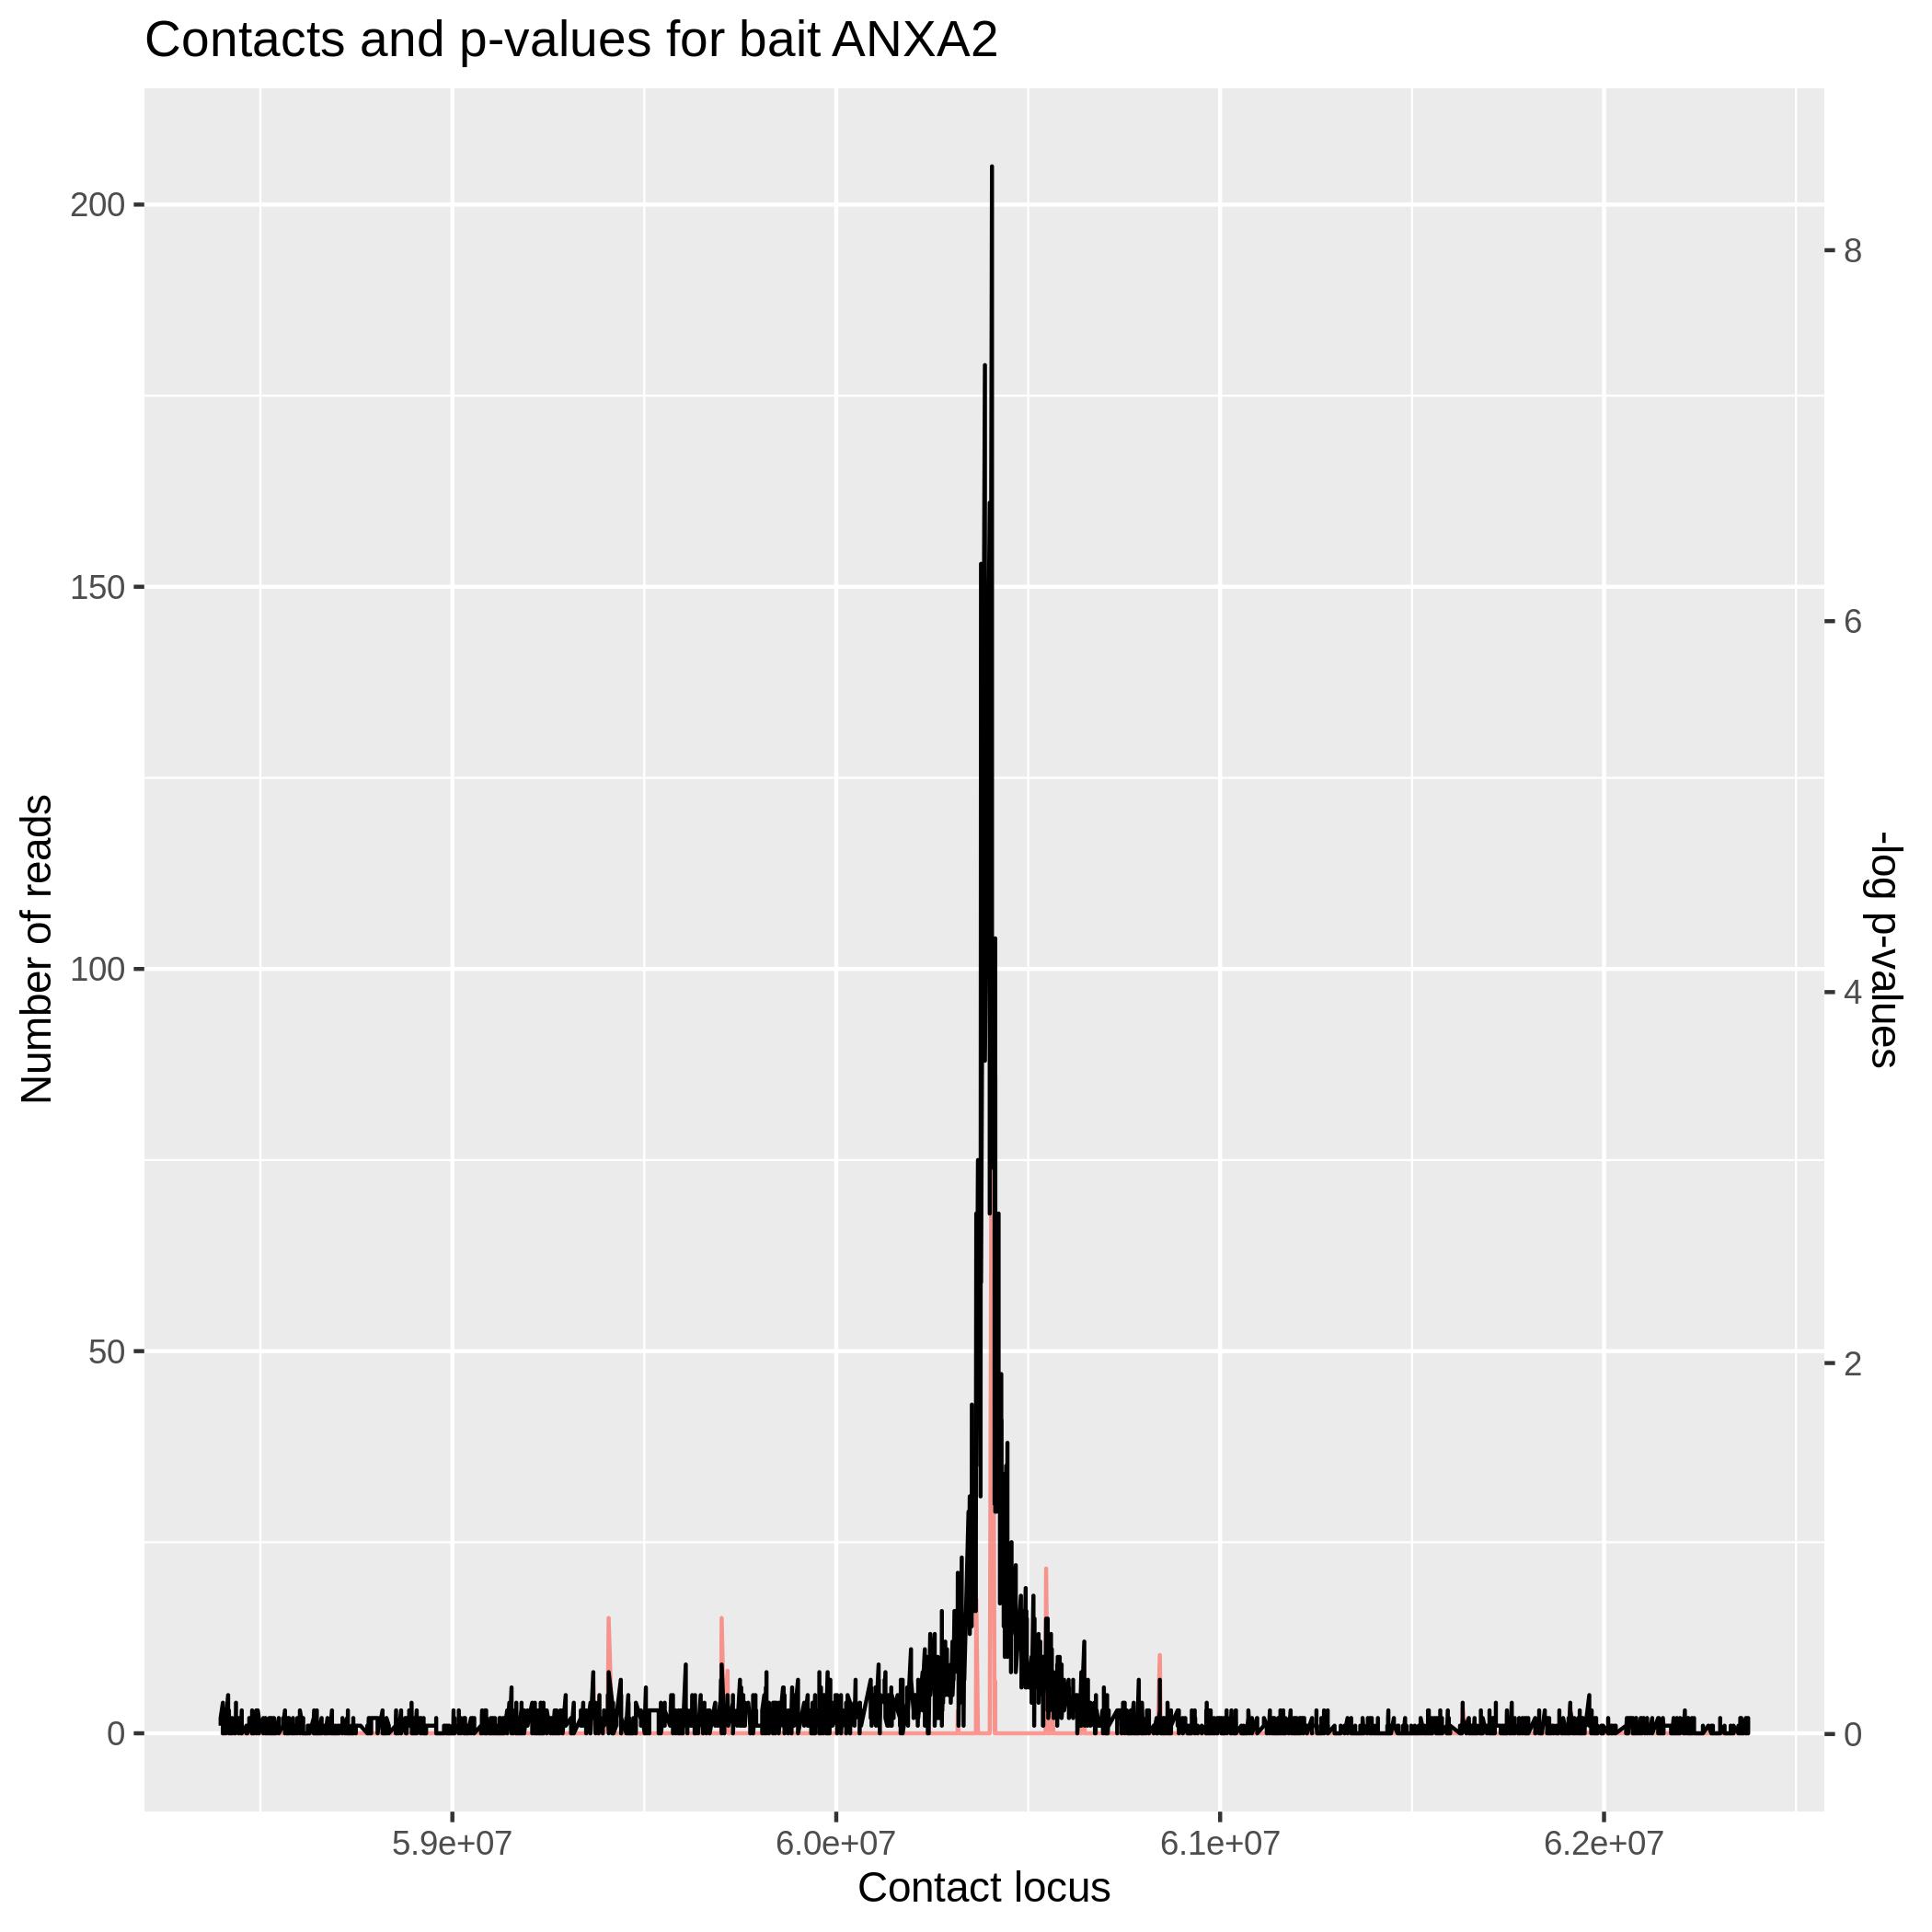 Contacts and p-values for bait ANXA2
200
150
100
50
0
Number of reads
8
6
4
2
0
-log p-values
5.9e+07
6.0e+07
6.1e+07
6.2e+07
Contact locus